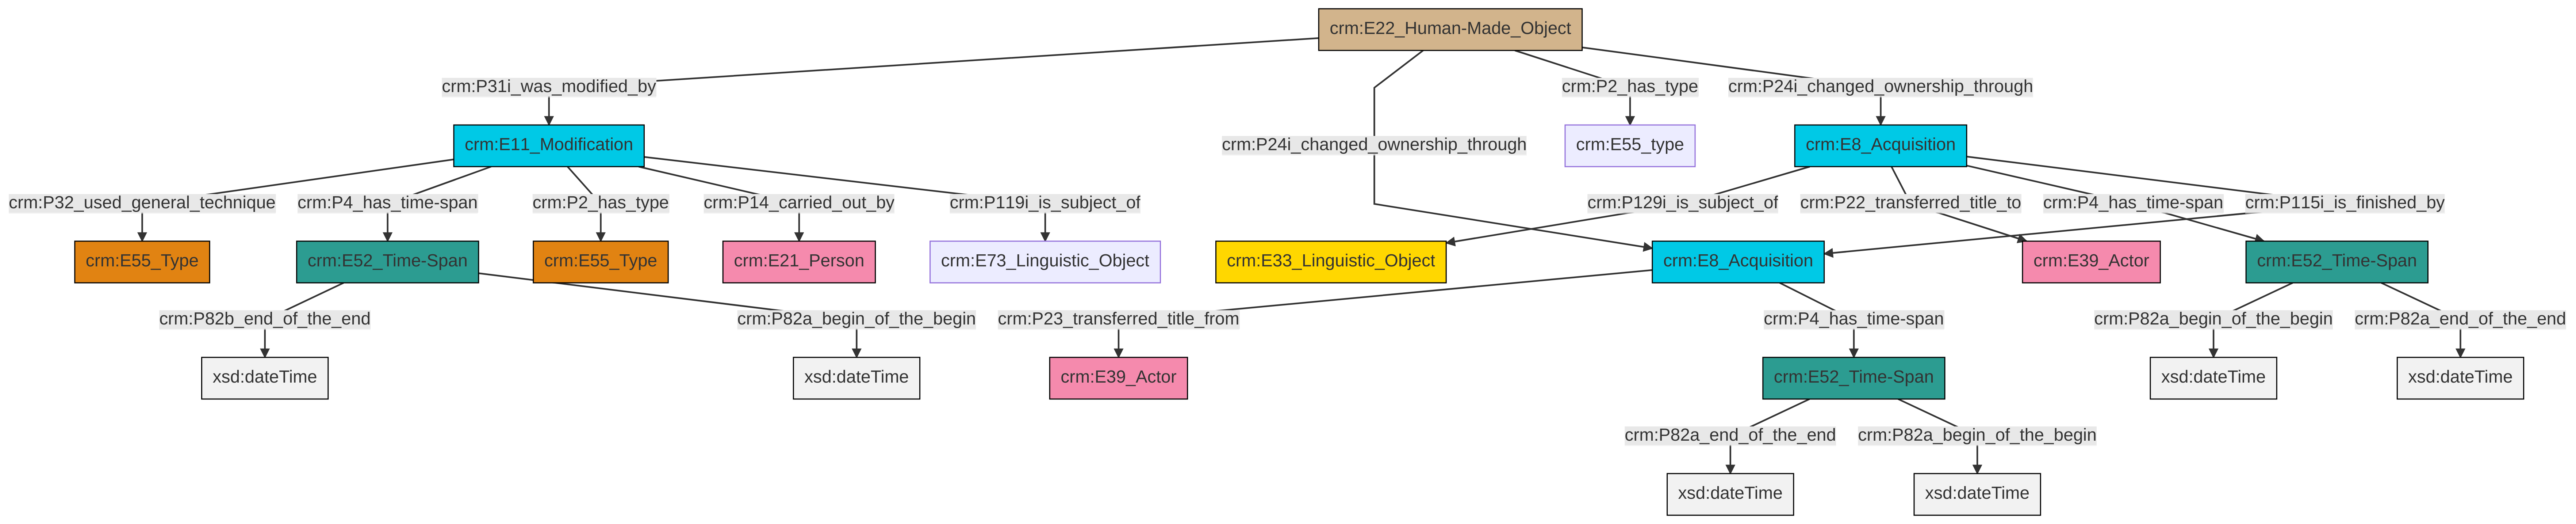 crm:E22_Human-Made_Object
crm:P31i_was_modified_by
crm:P2_has_type
crm:P24i_changed_ownership_through
crm:E11_Modification
crm:P24i_changed_ownership_through
crm:E55_type
crm:E8_Acquisition
crm:P32_used_general_technique
crm:P4_has_time-span
crm:P2_has_type
crm:P14_carried_out_by
crm:P119i_is_subject_of
crm:P129i_is_subject_of
crm:P22_transferred_title_to
crm:P4_has_time-span
crm:P115i_is_finished_by
crm:E55_Type
crm:E52_Time-Span
crm:E55_Type
crm:E21_Person
crm:E73_Linguistic_Object
crm:E33_Linguistic_Object
crm:E8_Acquisition
crm:E39_Actor
crm:E52_Time-Span
crm:P82b_end_of_the_end
crm:P82a_begin_of_the_begin
crm:P23_transferred_title_from
crm:P4_has_time-span
crm:P82a_begin_of_the_begin
crm:P82a_end_of_the_end
xsd:dateTime
xsd:dateTime
crm:E39_Actor
crm:E52_Time-Span
xsd:dateTime
xsd:dateTime
crm:P82a_end_of_the_end
crm:P82a_begin_of_the_begin
xsd:dateTime
xsd:dateTime